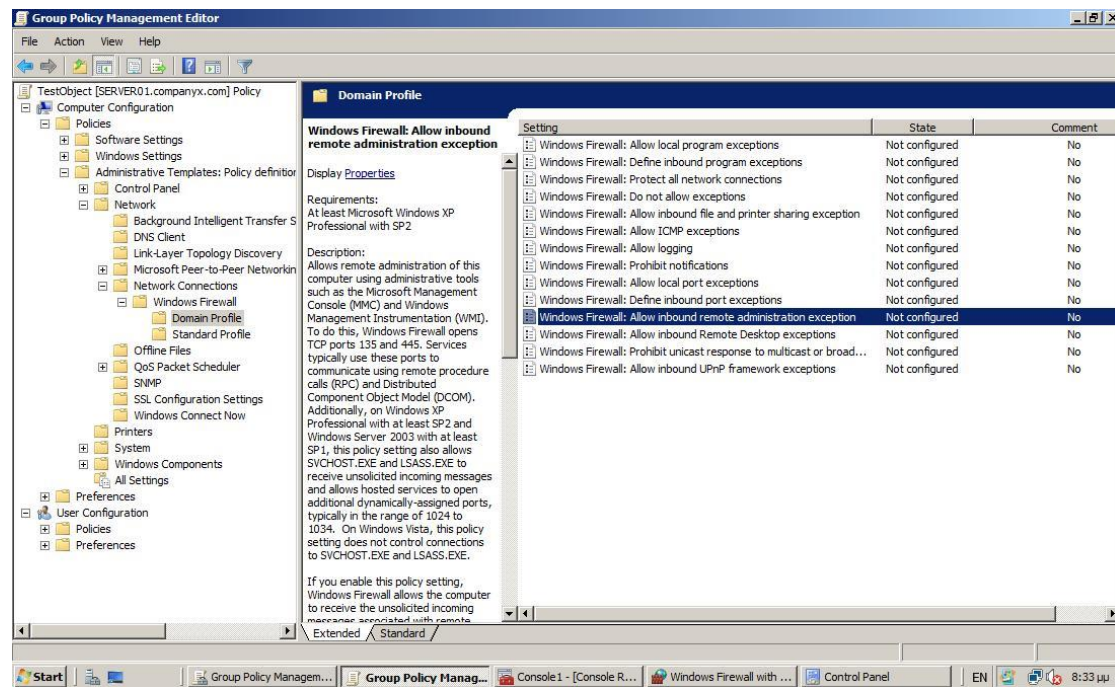 Group Policy Management Editor
File Action View Help
TestObject [SERVER01.companyx.com] Policy
Computer Configuration
Policies
Software Settings
Windows Settings
Administrative Templates: Policy definition
Control Panel
Network
Background Intelligent Transfer S
DNS Client
Link-Layer Topology Discovery
Microsoft Peer-to-Peer Networkin
Network Connections
Windows Firewall
Domain Profile
Standard Profile
Offline Files
QoS Packet Scheduler
SNMP
SSL Configuration Settings
Windows Connect Now
Printers
System
Windows Components
All Settings
Preferences
User Configuration
Policies
Preferences
Domain Profile
Windows Firewall: Allow inbound
remote administration exception
Display Properties
Requirements:
At least Microsoft Windows XP
Professional with SP2
Description:
Allows remote administration of this
computer using administrative tools
such as the Microsoft Management
Console (MMC) and Windows
Management Instrumentation (WMI).
To do this, Windows Firewall opens
TCP ports 135 and 445. Services
typically use these ports to
communicate using remote procedure
calls (RPC) and Distributed
Component Object Model (DCOM).
Additionally, on Windows XP
Professional with at least SP2 and
Windows Server 2003 with at least
SP1, this policy setting also allows
SVCHOST.EXE and LSASS.EXE to
receive unsolicited incoming messages
and allows hosted services to open
additional dynamically-assigned ports,
typically in the range of 1024 to
1034. On Windows Vista, this policy
setting does not control connections
to SVCHOST.EXE and LSASS.EXE.
If you enable this policy setting,
Windows Firewall allows the computer
to receive the unsolicited incoming
messages associated with remote
Setting State Comment
Windows Firewall: Allow local program exceptions Not configured No
Windows Firewall: Define inbound program exceptions Not configured No
Windows Firewall: Protect all network connections Not configured No
Windows Firewall: Do not allow exceptions Not configured No
Windows Firewall: Allow inbound file and printer sharing exception Not configured No
Windows Firewall: Allow ICMP exceptions Not configured No
Windows Firewall: Allow logging Not configured No
Windows Firewall: Prohibit notifications Not configured No
Windows Firewall: Allow local port exceptions Not configured No
Windows Firewall: Define inbound port exceptions Not configured No
Windows Firewall: Allow inbound remote administration exception Not configured No
Windows Firewall: Allow inbound Remote Desktop exceptions Not configured No
Windows Firewall: Prohibit unicast response to multicast or broad... Not configured No
Windows Firewall: Allow inbound UPnP framework exceptions Not configured No
Extended Standard
Start Group Policy Managem... Group Policy Manag... Console1 - [Console R... Windows Firewall with ... Control Panel EN 8:33 μμ